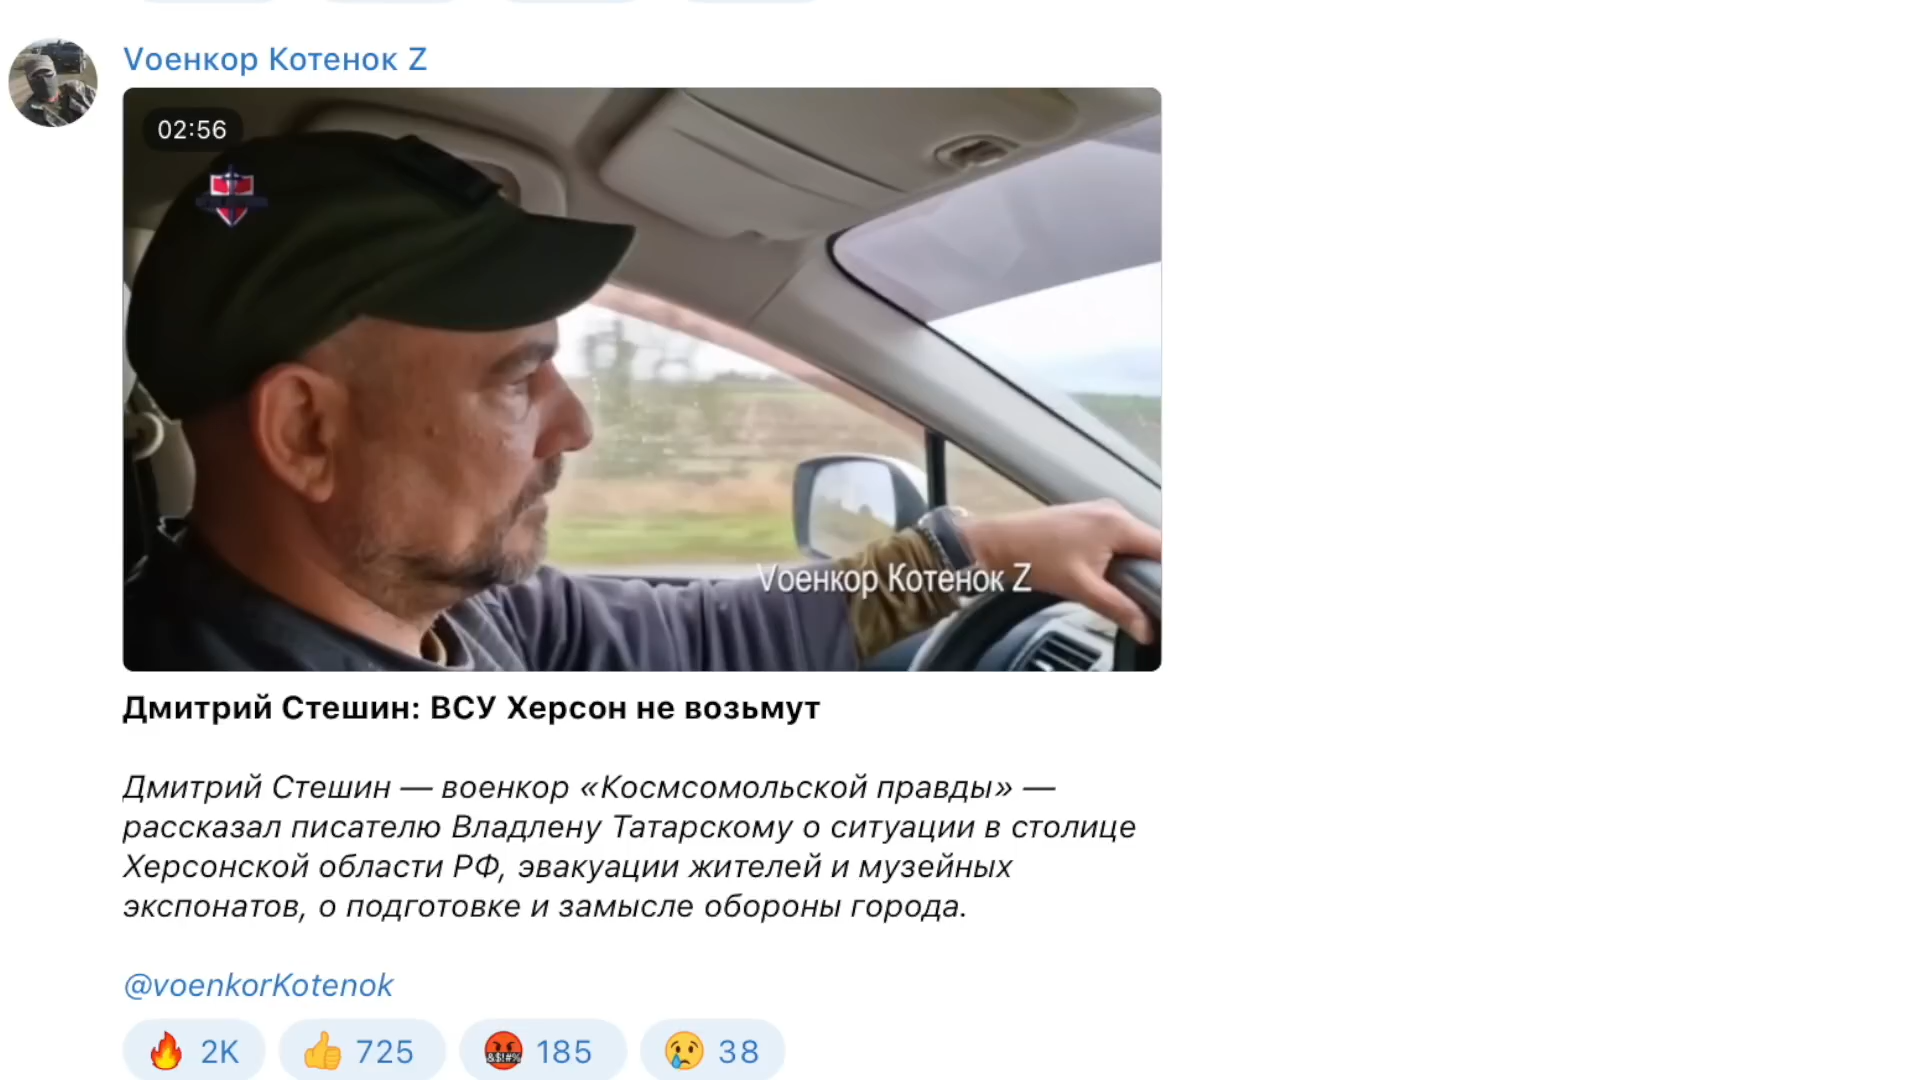 Vоенкор Котенок Z
02:56
Vоенкор Котенок Z
Дмитрий Стешин: ВСУ Херсон не возьмут
Дмитрий Стешин — военкор «Космсомольской правды» —
рассказал писателю Владлену Татарскому о ситуации в столице
Херсонской области РФ, эвакуации жителей и музейных
экспонатов, о подготовке и замысле обороны города.
@voenkorKotenok
2K 725 &$!#% 185 38